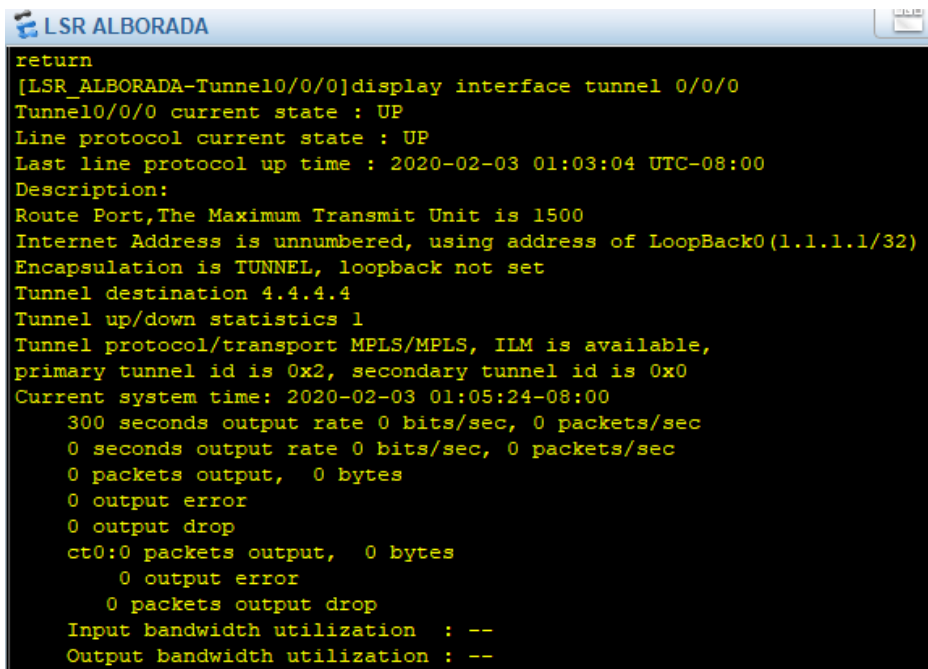 LSR ALBORADA
return
[LSR_ALBORADA-Tunnel0/0/0]display interface tunnel 0/0/0
Tunnel0/0/0 current state : UP
Line protocol current state : UP
Last line protocol up time : 2020-02-03 01:03:04 UTC-08:00
Description:
Route Port,The Maximum Transmit Unit is 1500
Internet Address is unnumbered, using address of LoopBack0(1.1.1.1/32)
Encapsulation is TUNNEL, loopback not set
Tunnel destination 4.4.4.4
Tunnel up/down statistics 1
Tunnel protocol/transport MPLS/MPLS, ILM is available,
primary tunnel id is 0x2, secondary tunnel id is 0x0
Current system time: 2020-02-03 01:05:24-08:00
    300 seconds output rate 0 bits/sec, 0 packets/sec
    0 seconds output rate 0 bits/sec, 0 packets/sec
    0 packets output,  0 bytes
    0 output error
    0 output drop
    ct0:0 packets output,  0 bytes
        0 output error
       0 packets output drop
    Input bandwidth utilization  : --
    Output bandwidth utilization : --